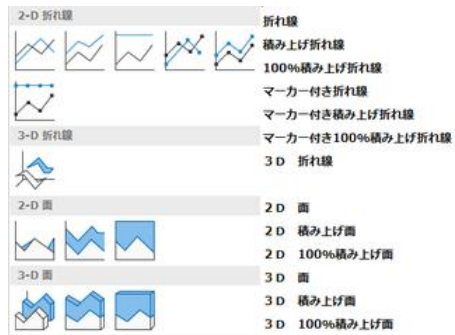 2-D 折れ線
折れ線
積み上げ折れ線
100%積み上げ折れ線
マーカー付き折れ線
マーカー付き積み上げ折れ線
マーカー付き100%積み上げ折れ線
3-D 折れ線
3D 折れ線
2-D 面
2D 面
2D 積み上げ面
2D 100%積み上げ面
3-D 面
3D 面
3D 積み上げ面
3D 100%積み上げ面